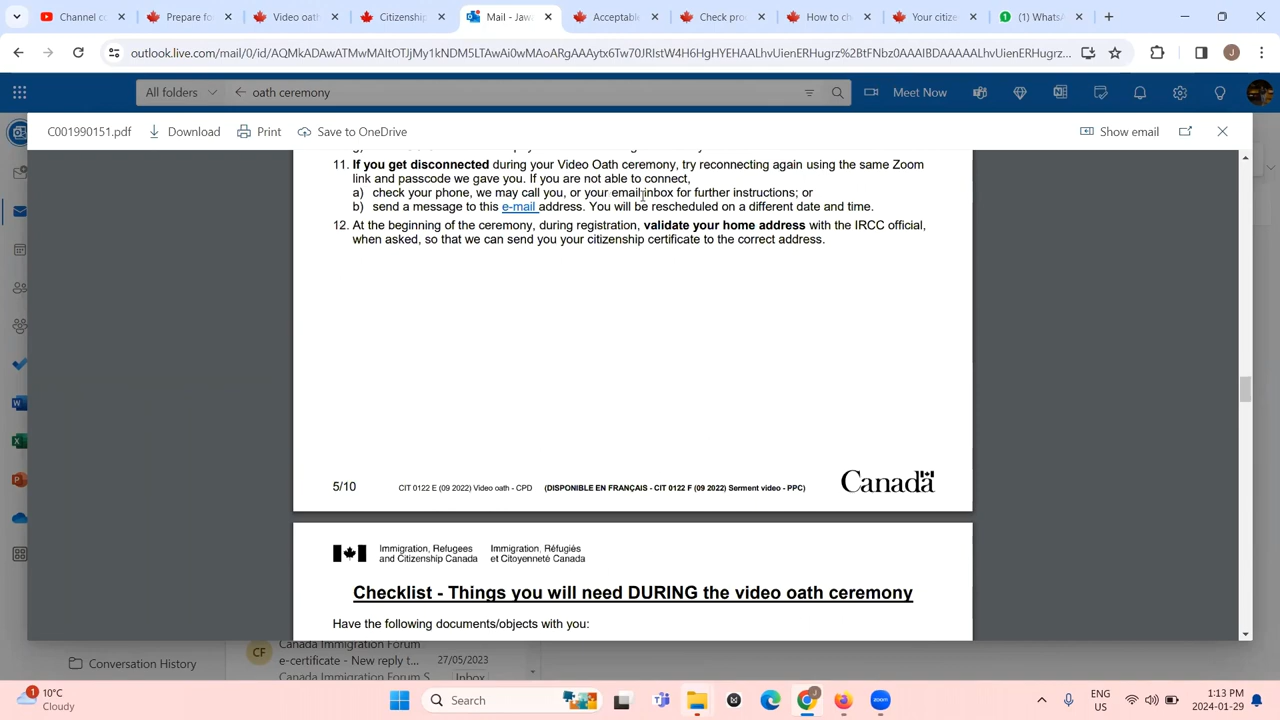 Channel c
Prepare fo
Video oath
Citizenship
Mail - Jaw
Acceptable
Check pro
How to ch
Your citize
(1) WhatsA
All folders
oath ceremony
Meet Now
J
C001990151.pdf
Download
Print
Save to OneDrive
Show email
11. If you get disconnected during your Video Oath ceremony, try reconnecting again using the same Zoom
link and passcode we gave you. If you are not able to connect,
a) check your phone, we may call you, or your email inbox for further instructions; or
b) send a message to this e-mail address. You will be rescheduled on a different date and time.
12. At the beginning of the ceremony, during registration, validate your home address with the IRCC official,
when asked, so that we can send you your citizenship certificate to the correct address.
5/10
CIT 0122 E (09 2022) Video oath - CPD
(DISPONIBLE EN FRANÇAIS - CIT 0122 F (09 2022) Serment video - PPC)
Canada
Immigration, Refugees
and Citizenship Canada
Immigration, Réfugiés
et Citoyenneté Canada
Checklist - Things you will need DURING the video oath ceremony
Have the following documents/objects with you:
Conversation History
CF
Canada Immigration Forum
e-certificate - New reply t...
27/05/2023
Canada Immigration Forum S
Inbox
1
10°C
Cloudy
Search
ENG
US
1:13 PM
2024-01-29